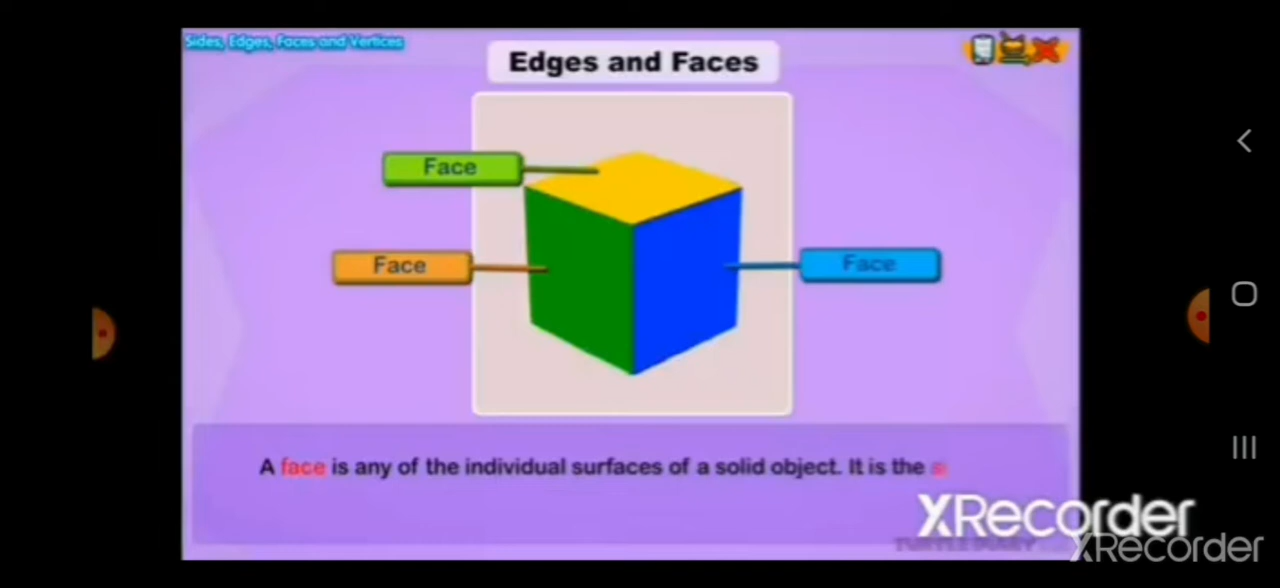 Sides, Edges, Faces and Vertices
Edges and Faces
Face
Face
Face
A face is any of the individual surfaces of a solid object. It is the
XRecorder
XRecorder